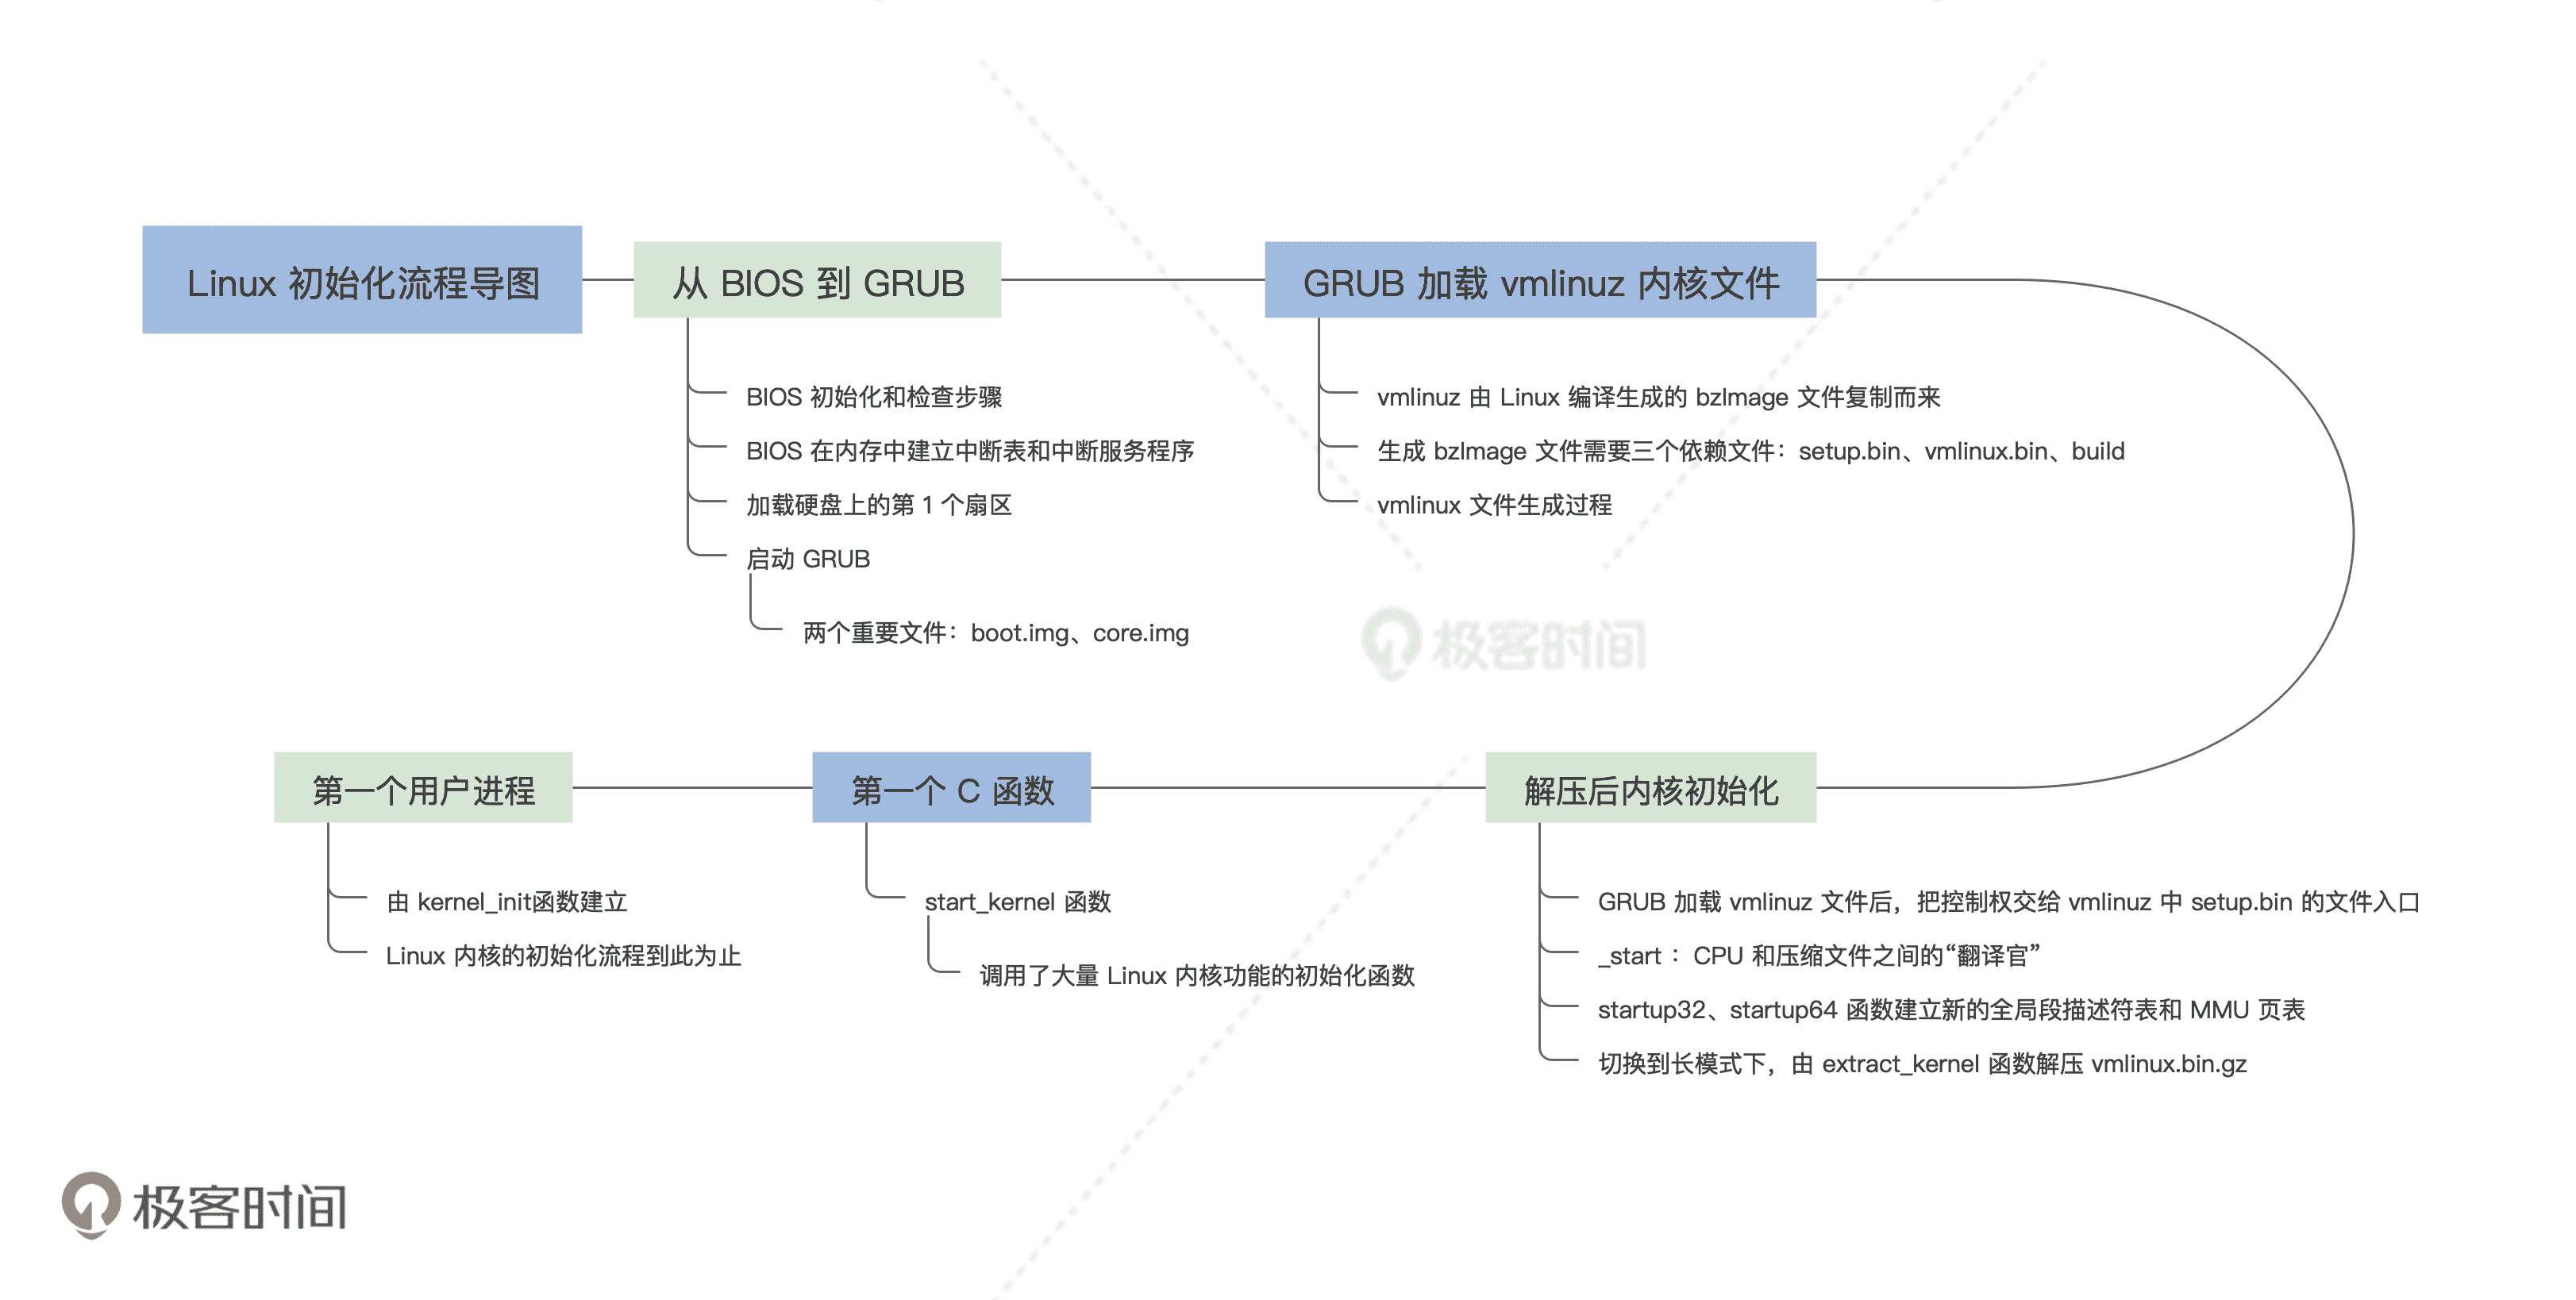 Linux 初始化流程导图
从 BIOS 到 GRUB
BIOS 初始化和检查步骤
BIOS 在内存中建立中断表和中断服务程序
加载硬盘上的第 1 个扇区
启动 GRUB
两个重要文件：boot.img、core.img
GRUB 加载 vmlinuz 内核文件
vmlinuz 由 Linux 编译生成的 bzImage 文件复制而来
生成 bzImage 文件需要三个依赖文件：setup.bin、vmlinux.bin、build
vmlinux 文件生成过程
极客时间
解压后内核初始化
GRUB 加载 vmlinuz 文件后，把控制权交给 vmlinuz 中 setup.bin 的文件入口
_start ：CPU 和压缩文件之间的“翻译官”
startup32、startup64 函数建立新的全局段描述符表和 MMU 页表
切换到长模式下，由 extract_kernel 函数解压 vmlinux.bin.gz
第一个 C 函数
start_kernel 函数
调用了大量 Linux 内核功能的初始化函数
第一个用户进程
由 kernel_init函数建立
Linux 内核的初始化流程到此为止
极客时间